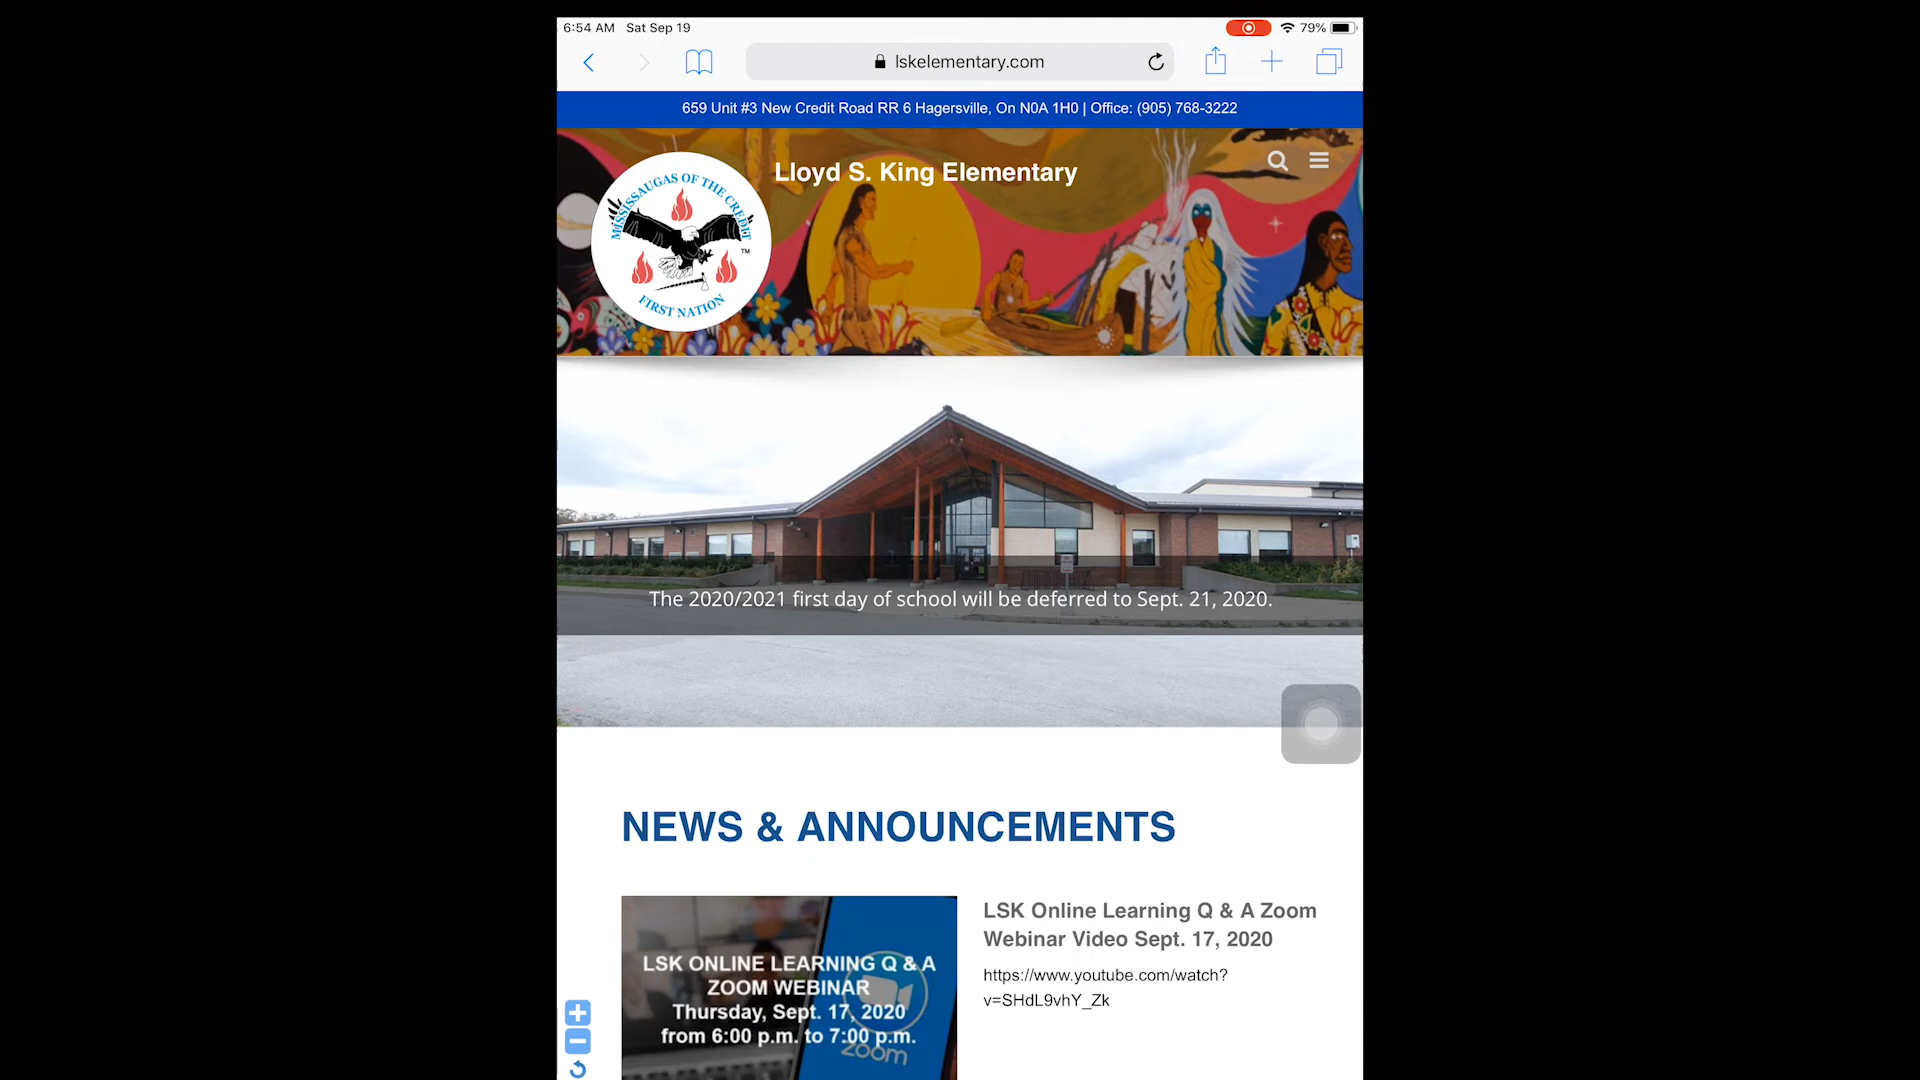 6:54 AM Sat Sep 19
79%
lskelementary.com
659 Unit #3 New Credit Road RR 6 Hagersville, On N0A 1H0 | Office: (905) 768-3222
Lloyd S. King Elementary
MISSISSAUGAS OF THE CREDIT
TM
FIRST NATION
The 2020/2021 first day of school will be deferred to Sept. 21, 2020.
NEWS & ANNOUNCEMENTS
LSK ONLINE LEARNING Q & A
ZOOM WEBINAR
Thursday, Sept. 17, 2020
from 6:00 p.m. to 7:00 p.m.
zoom
LSK Online Learning Q & A Zoom
Webinar Video Sept. 17, 2020
https://www.youtube.com/watch?
v=SHdL9vhY_Zk